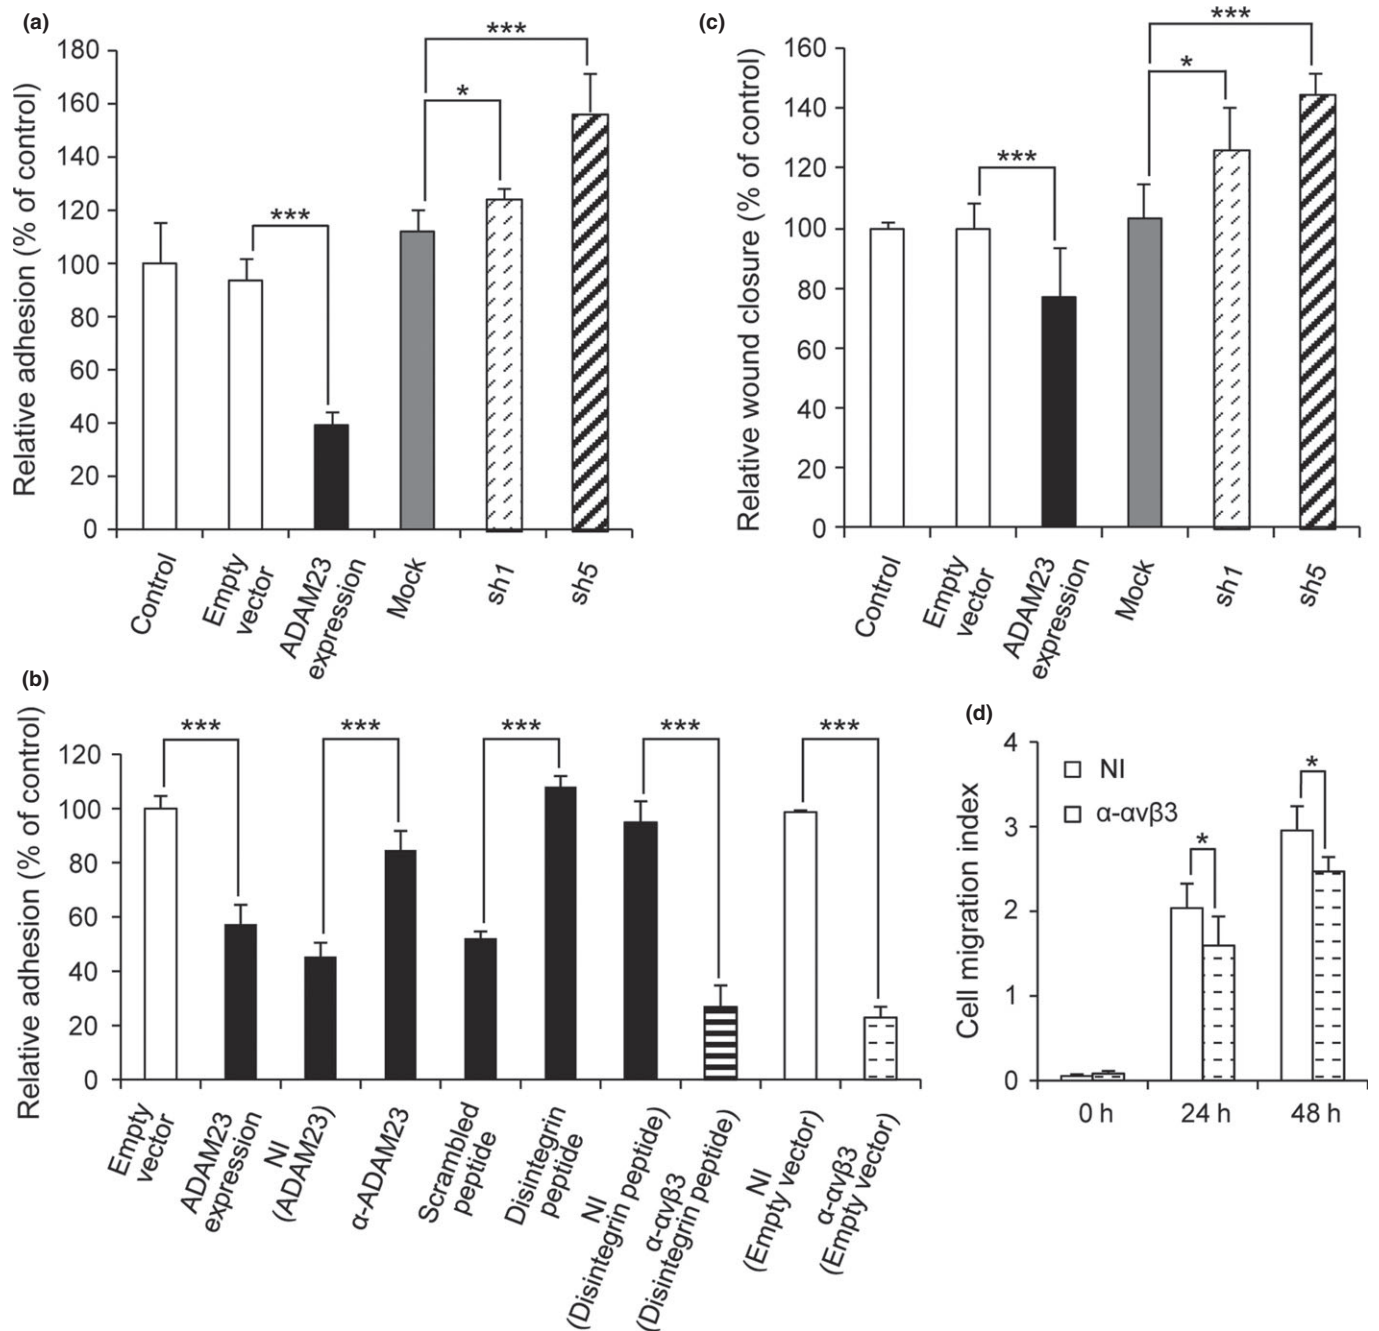 (a)
Relative adhesion (% of control)
180
160
140
120
100
80
60
40
20
0
***
*
***
Control
Empty
vector
ADAM23
expression
Mock
sh1
sh5
(c)
Relative wound closure (% of control)
160
140
120
100
80
60
40
20
0
***
*
***
Control
Empty
vector
ADAM23
expression
Mock
sh1
sh5
(b)
Relative adhesion (% of control)
120
100
80
60
40
20
0
***
***
***
***
***
Empty
vector
ADAM23
expression
NI
(ADAM23)
α-ADAM23
Scrambled
peptide
Disintegrin
peptide
NI
(Disintegrin peptide)
α-αvβ3
(Disintegrin peptide)
NI
(Empty vector)
α-αvβ3
(Empty vector)
(d)
Cell migration index
4
3
2
1
0
NI
α-αvβ3
*
*
0 h
24 h
48 h